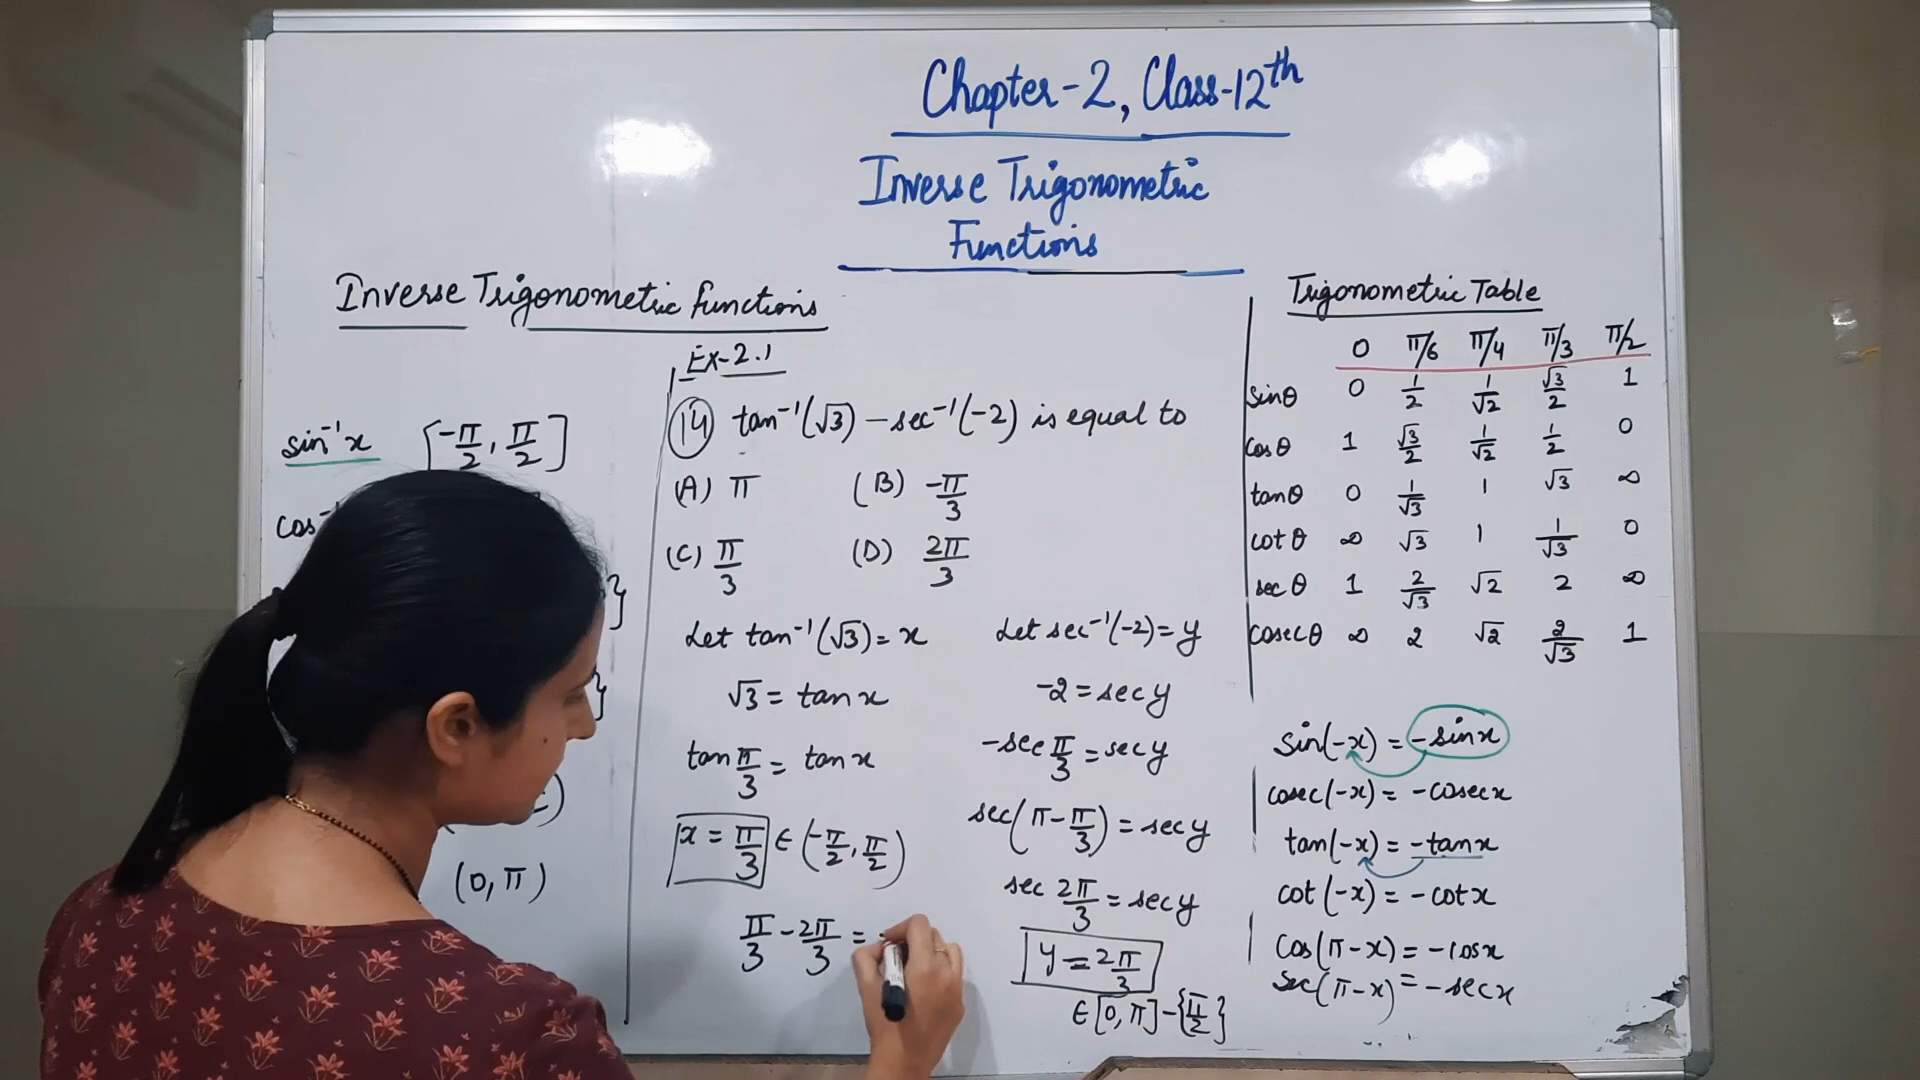 Chapter-2, Class-12th
Inverse Trigonometric
Functions
Inverse Trigonometric functions
sin⁻¹x [-π/2, π/2]
cos⁻¹
}
}
)
(0, π)
Ex-2.1
(14) tan⁻¹(√3) - sec⁻¹(-2) is equal to
(A) π (B) -π/3
(C) π/3 (D) 2π/3
Let tan⁻¹(√3) = x
√3 = tan x
tan π/3 = tan x
x = π/3 ∈ (-π/2, π/2)
π/3 - 2π/3 =
Let sec⁻¹(-2) = y
-2 = sec y
-sec π/3 = sec y
sec(π - π/3) = sec y
sec 2π/3 = sec y
y = 2π/3
∈ [0, π] - {π/2}
Trigonometric Table
0 π/6 π/4 π/3 π/2
sinθ 0 1/2 1/√2 √3/2 1
cosθ 1 √3/2 1/√2 1/2 0
tanθ 0 1/√3 1 √3 ∞
cotθ ∞ √3 1 1/√3 0
secθ 1 2/√3 √2 2 ∞
cosecθ ∞ 2 √2 2/√3 1
sin(-x) = -sinx
cosec(-x) = -cosecx
tan(-x) = -tanx
cot(-x) = -cotx
cos(π-x) = -cosx
sec(π-x) = -secx